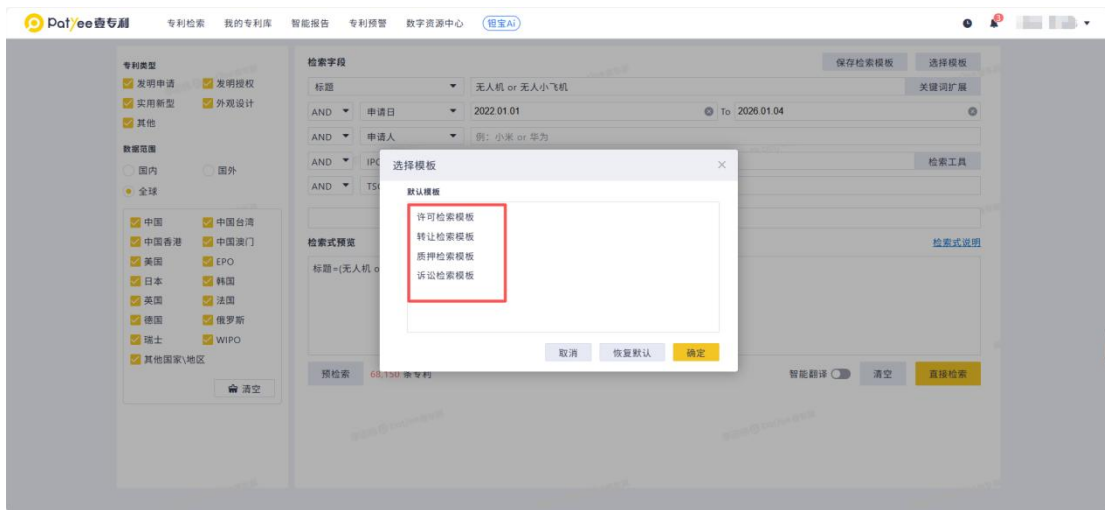 Patyee壹专利 专利检索 我的专利库 智能报告 专利预警 数字资源中心 钽宝Ai 3
专利类型
发明申请 发明授权
实用新型 外观设计
其他
数据范围
国内 国外
全球
中国 中国台湾
中国香港 中国澳门
美国 EPO
日本 韩国
英国 法国
德国 俄罗斯
瑞士 WIPO
其他国家\地区
清空
检索字段 保存检索模板 选择模板
标题 无人机 or 无人小飞机 关键词扩展
AND 申请日 2022.01.01 To 2026.01.04
AND 申请人 例：小米 or 华为
AND IPC 检索工具
AND
检索式预览 检索式说明
标题=(无人机 o
选择模板
默认模板
许可检索模板
转让检索模板
质押检索模板
诉讼检索模板
取消 恢复默认 确定
预检索 68,150 条专利 智能翻译 清空 直接检索